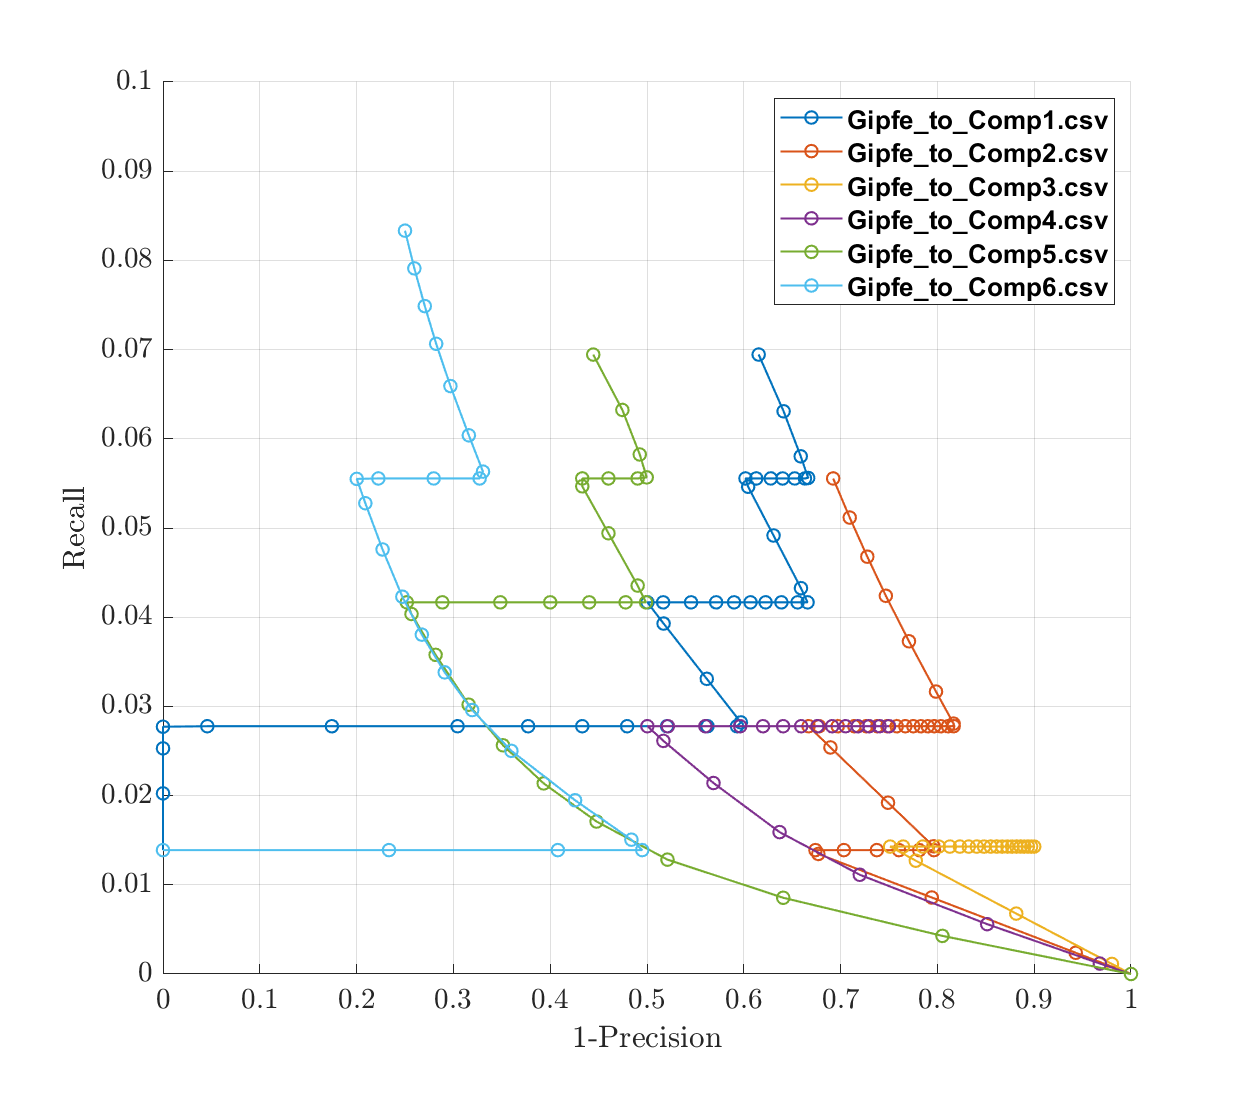 0.1
0.09
0.08
0.07
0.06
0.05
0.04
0.03
0.02
0.01
0
Recall
Gipfe_to_Comp1.csv
Gipfe_to_Comp2.csv
Gipfe_to_Comp3.csv
Gipfe_to_Comp4.csv
Gipfe_to_Comp5.csv
Gipfe_to_Comp6.csv
0 0.1 0.2 0.3 0.4 0.5 0.6 0.7 0.8 0.9 1
1-Precision